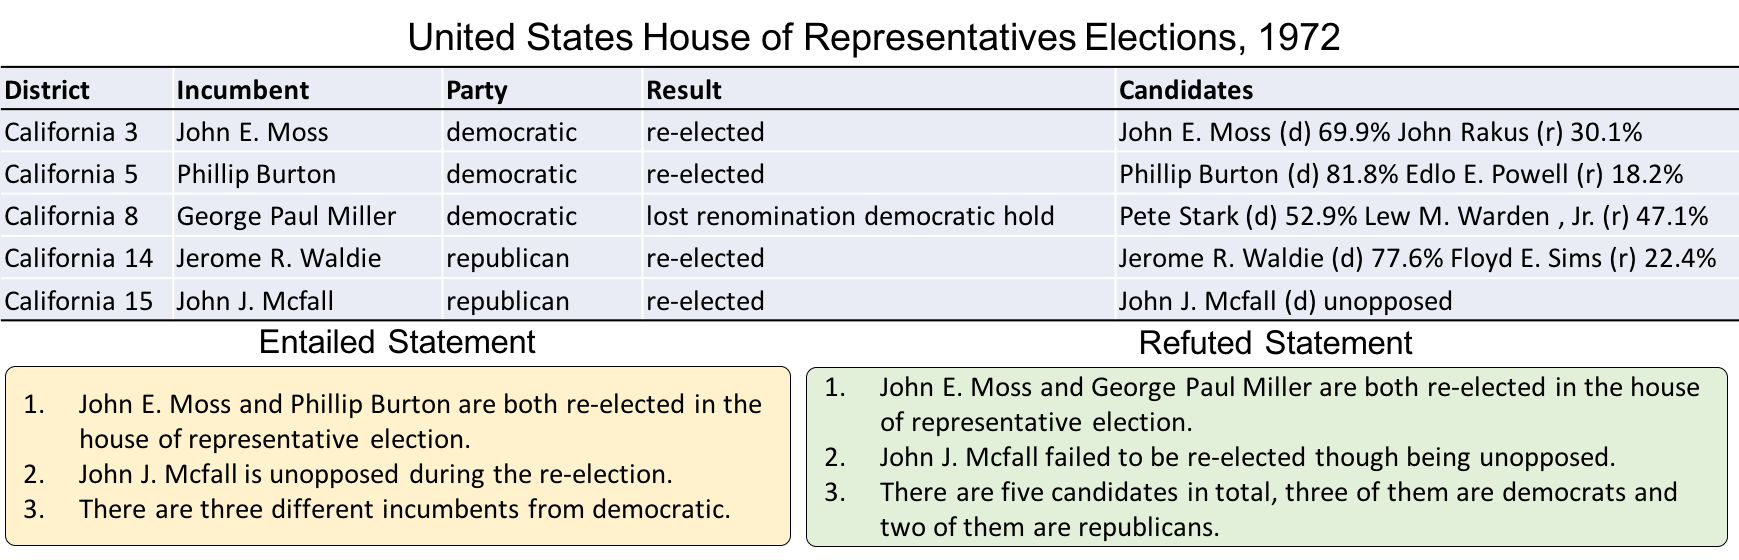 United States House of Representatives Elections, 1972
District Incumbent Party Result Candidates
California 3 John E. Moss democratic re-elected John E. Moss (d) 69.9% John Rakus (r) 30.1%
California 5 Phillip Burton democratic re-elected Phillip Burton (d) 81.8% Edlo E. Powell (r) 18.2%
California 8 George Paul Miller democratic lost renomination democratic hold Pete Stark (d) 52.9% Lew M. Warden , Jr. (r) 47.1%
California 14 Jerome R. Waldie republican re-elected Jerome R. Waldie (d) 77.6% Floyd E. Sims (r) 22.4%
California 15 John J. Mcfall republican re-elected John J. Mcfall (d) unopposed
Entailed Statement
1. John E. Moss and Phillip Burton are both re-elected in the
house of representative election.
2. John J. Mcfall is unopposed during the re-election.
3. There are three different incumbents from democratic.
Refuted Statement
1. John E. Moss and George Paul Miller are both re-elected in the house
of representative election.
2. John J. Mcfall failed to be re-elected though being unopposed.
3. There are five candidates in total, three of them are democrats and
two of them are republicans.